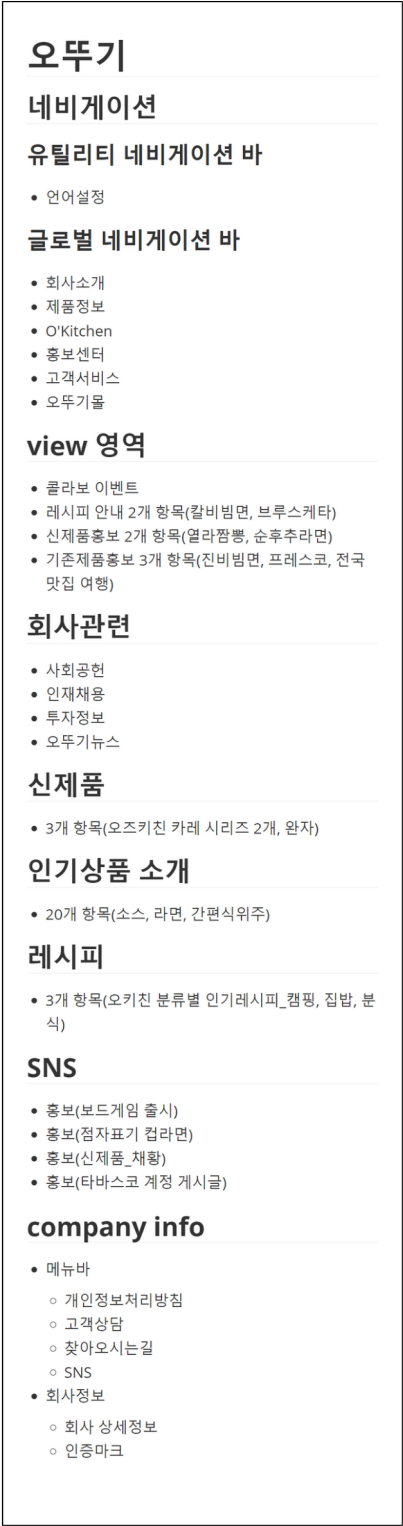 오뚜기
네비게이션
유틸리티 네비게이션 바
언어설정
글로벌 네비게이션 바
회사소개
제품정보
O'Kitchen
홍보센터
고객서비스
오뚜기몰
view 영역
콜라보 이벤트
레시피 안내 2개 항목(칼비빔면, 브루스케타)
신제품홍보 2개 항목(열라짬뽕, 순후추라면)
기존제품홍보 3개 항목(진비빔면, 프레스코, 전국
맛집 여행)
회사관련
사회공헌
인재채용
투자정보
오뚜기뉴스
신제품
3개 항목(오즈키친 카레 시리즈 2개, 완자)
인기상품 소개
20개 항목(소스, 라면, 간편식위주)
레시피
3개 항목(오키친 분류별 인기레시피_캠핑, 집밥, 분
식)
SNS
홍보(보드게임 출시)
홍보(점자표기 컵라면)
홍보(신제품_채황)
홍보(타바스코 계정 게시글)
company info
메뉴바
개인정보처리방침
고객상담
찾아오시는길
SNS
회사정보
회사 상세정보
인증마크